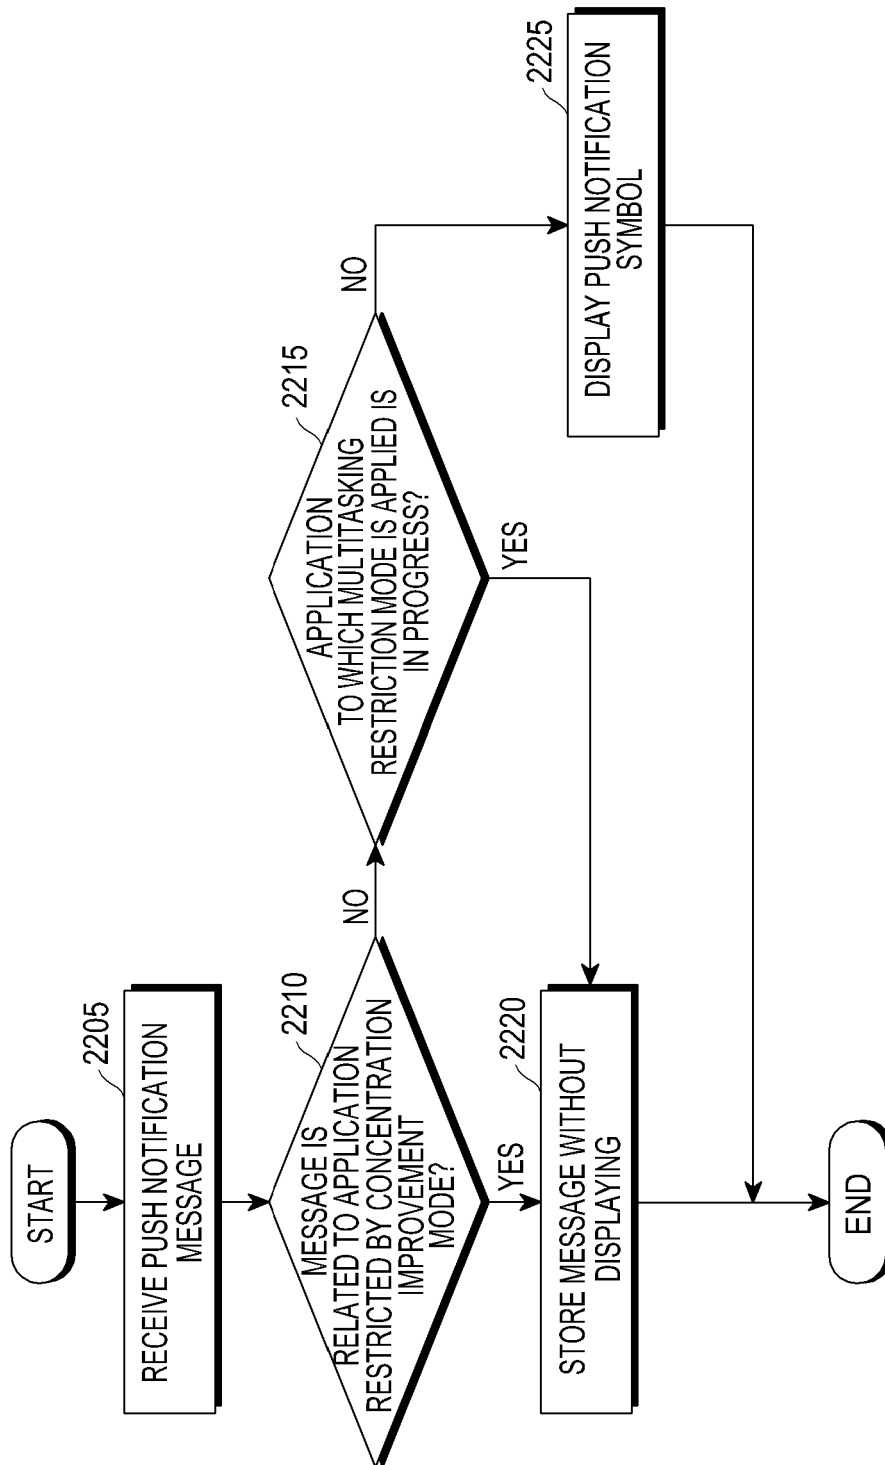 START
2205
RECEIVE PUSH NOTIFICATION
MESSAGE
2210
MESSAGE IS
RELATED TO APPLICATION
RESTRICTED BY CONCENTRATION
IMPROVEMENT
MODE?
NO
YES
2215
APPLICATION
TO WHICH MULTITASKING
RESTRICTION MODE IS APPLIED IS
IN PROGRESS?
NO
YES
2220
STORE MESSAGE WITHOUT
DISPLAYING
2225
DISPLAY PUSH NOTIFICATION
SYMBOL
END